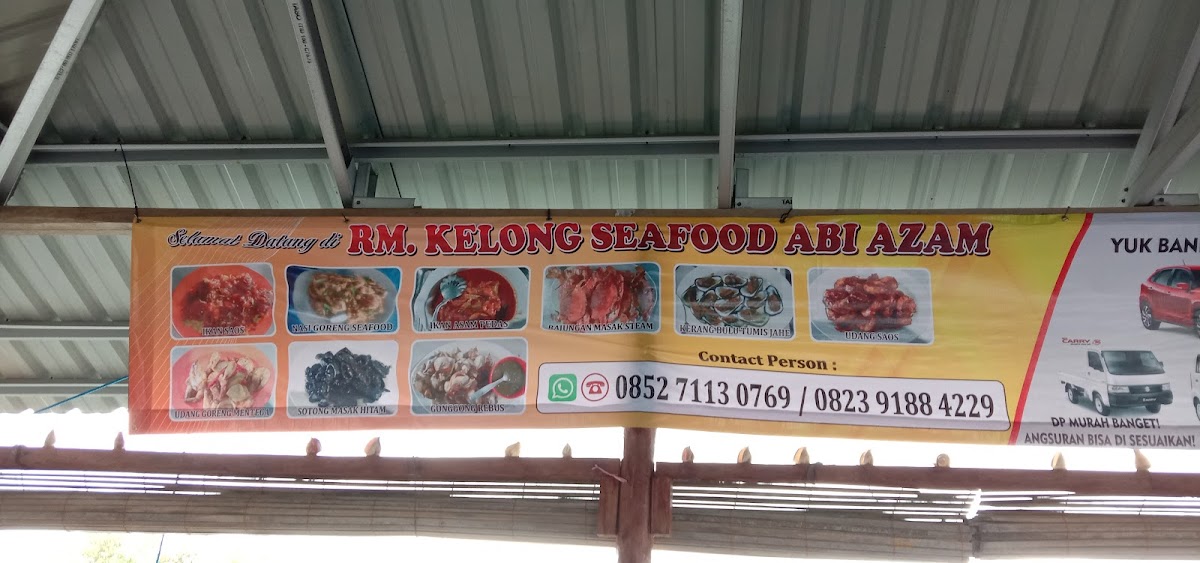 Selamat Datang di RM. KELONG SEAFOOD ABI AZAM
IKAN SAOS
NASI GORENG SEAFOOD
IKAN ASAM PEDAS
RAJUNGAN MASAK STEAM
KERANG BULU TUMIS JAHE
UDANG SAOS
UDANG GORENG MENTEGA
SOTONG MASAK HITAM
GUNGGONG REBUS
Contact Person :
0852 7113 0769 / 0823 9188 4229
YUK BAN
CARRY
DP MURAH BANGET!
ANGSURAN BISA DI SESUAIKAN!